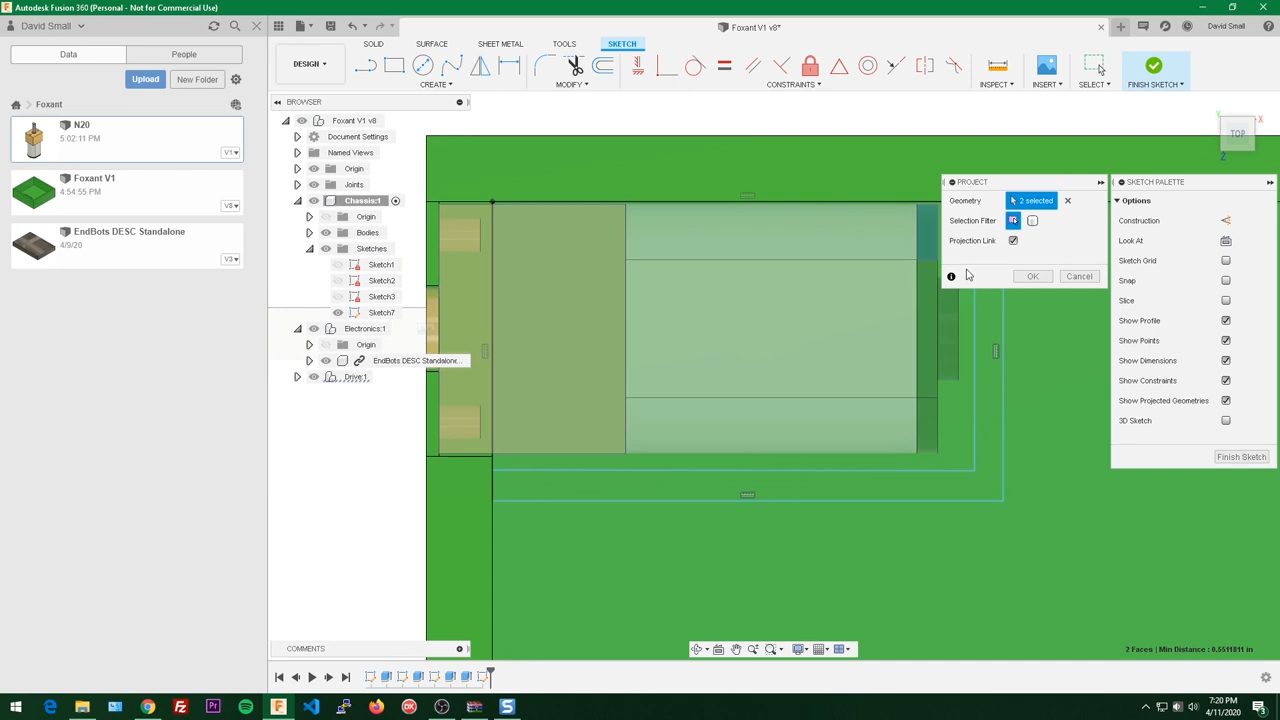 Autodesk Fusion 360 (Personal - Not for Commercial Use)
David Small
Foxant V1 v8*
David Small
Data
People
Upload
New Folder
Foxant
N20
5:02:11 PM
V1
Foxant V1
4:54:55 PM
V8
EndBots DESC Standalone
4/9/20
V3
DESIGN
SOLID
SURFACE
SHEET METAL
TOOLS
SKETCH
CREATE
MODIFY
CONSTRAINTS
INSPECT
INSERT
SELECT
FINISH SKETCH
BROWSER
Foxant V1 v8
Document Settings
Named Views
Origin
Joints
Chassis:1
Origin
Bodies
Sketches
Sketch1
Sketch2
Sketch3
Sketch7
Electronics:1
Origin
EndBots DESC Standalone...
Drive:1
TOP
X
Z
PROJECT
Geometry
2 selected
Selection Filter
Projection Link
OK
Cancel
SKETCH PALETTE
Options
Construction
Look At
Sketch Grid
Snap
Slice
Show Profile
Show Points
Show Dimensions
Show Constraints
Show Projected Geometries
3D Sketch
Finish Sketch
COMMENTS
2 Faces | Min Distance : 0.5511811 in
7:20 PM
4/11/2020